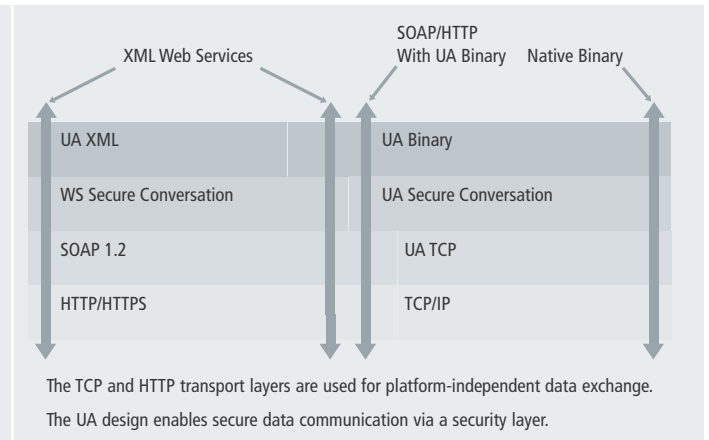 SOAP/HTTP
XML Web Services With UA Binary Native Binary
UA XML UA Binary
WS Secure Conversation UA Secure Conversation
SOAP 1.2 UA TCP
HTTP/HTTPS TCP/IP
The TCP and HTTP transport layers are used for platform-independent data exchange.
The UA design enables secure data communication via a security layer.